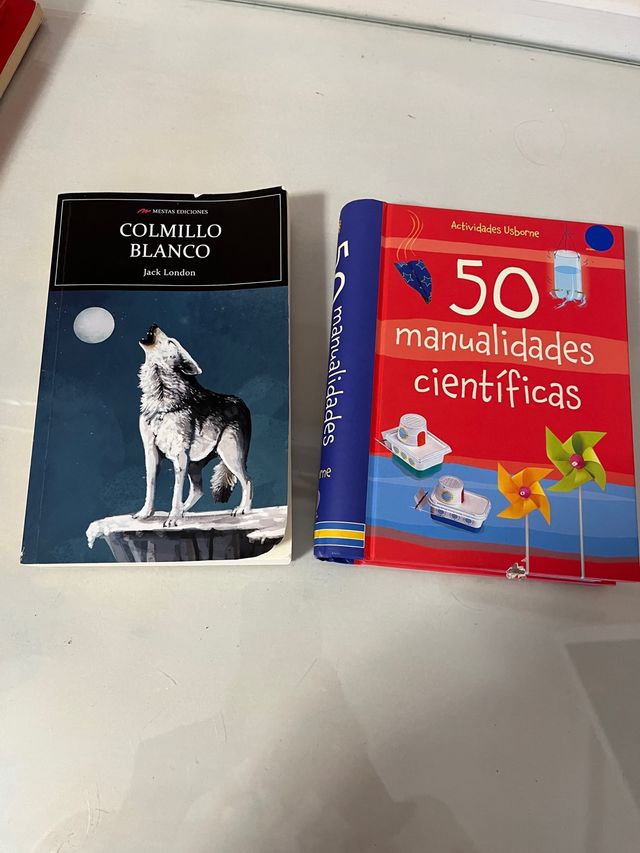 MESTAS EDICIONES
COLMILLO
BLANCO
Jack London
Actividades Usborne
50
manualidades
científicas
50 manualidades